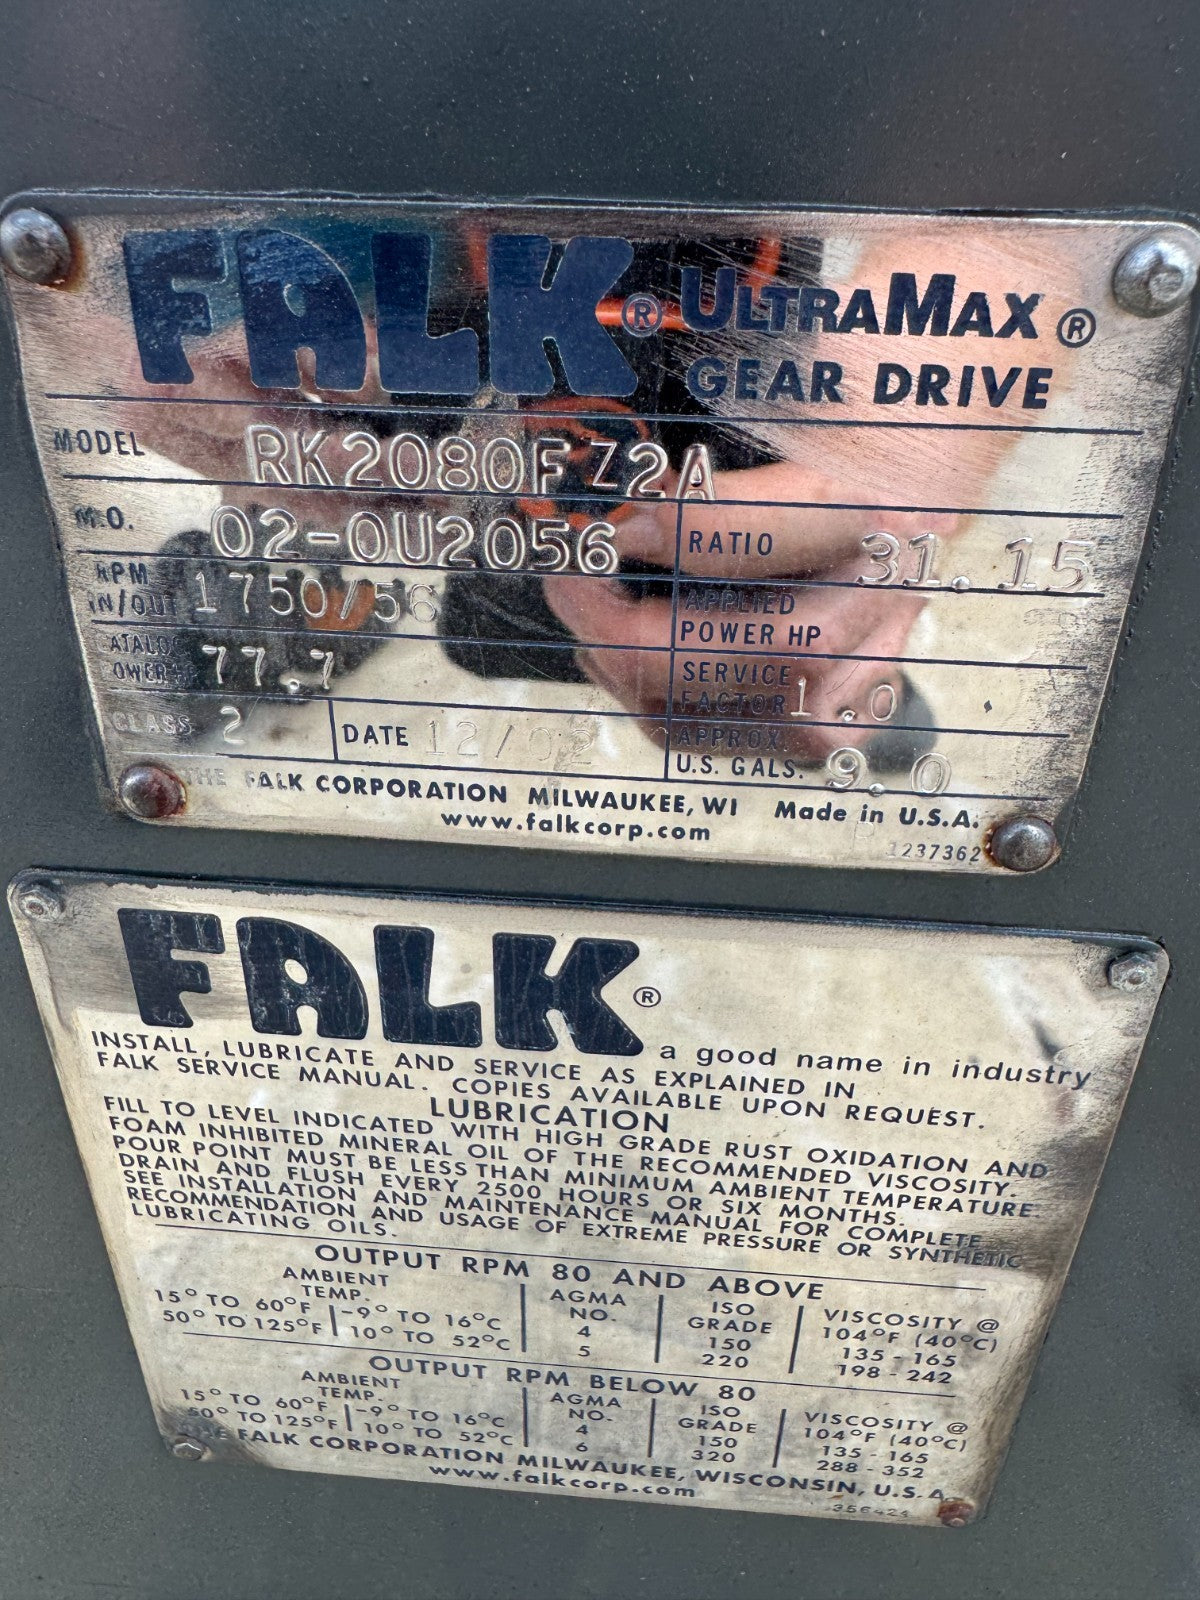 FALK® ULTRAMAX®
GEAR DRIVE
MODEL RK2080FZ2A
M.O. 02-0U2056
RATIO 31.15
RPM IN/OUT 1750/56
APPLIED POWER HP
CATALOG POWER HP 77.7
SERVICE FACTOR 1.0
CLASS 2
DATE 12/02
APPROX. U.S. GALS. 9.0
THE FALK CORPORATION MILWAUKEE, WI Made in U.S.A.
www.falkcorp.com
1237362
FALK® a good name in industry
INSTALL, LUBRICATE AND SERVICE AS EXPLAINED IN
FALK SERVICE MANUAL. COPIES AVAILABLE UPON REQUEST.
LUBRICATION
FILL TO LEVEL INDICATED WITH HIGH GRADE RUST OXIDATION AND
FOAM INHIBITED MINERAL OIL OF THE RECOMMENDED VISCOSITY.
POUR POINT MUST BE LESS THAN MINIMUM AMBIENT TEMPERATURE.
DRAIN AND FLUSH EVERY 2500 HOURS OR SIX MONTHS.
SEE INSTALLATION AND MAINTENANCE MANUAL FOR COMPLETE
RECOMMENDATION AND USAGE OF EXTREME PRESSURE OR SYNTHETIC
LUBRICATING OILS.
OUTPUT RPM 80 AND ABOVE
AMBIENT TEMP. AGMA NO. ISO GRADE VISCOSITY @ 104°F (40°C)
15° TO 60°F -9° TO 16°C 4 150 135 - 165
50° TO 125°F 10° TO 52°C 5 220 198 - 242
OUTPUT RPM BELOW 80
AMBIENT TEMP. AGMA NO. ISO GRADE VISCOSITY @ 104°F (40°C)
15° TO 60°F -9° TO 16°C 4 150 135 - 165
50° TO 125°F 10° TO 52°C 6 320 288 - 352
THE FALK CORPORATION MILWAUKEE, WISCONSIN, U.S.A.
www.falkcorp.com
356424